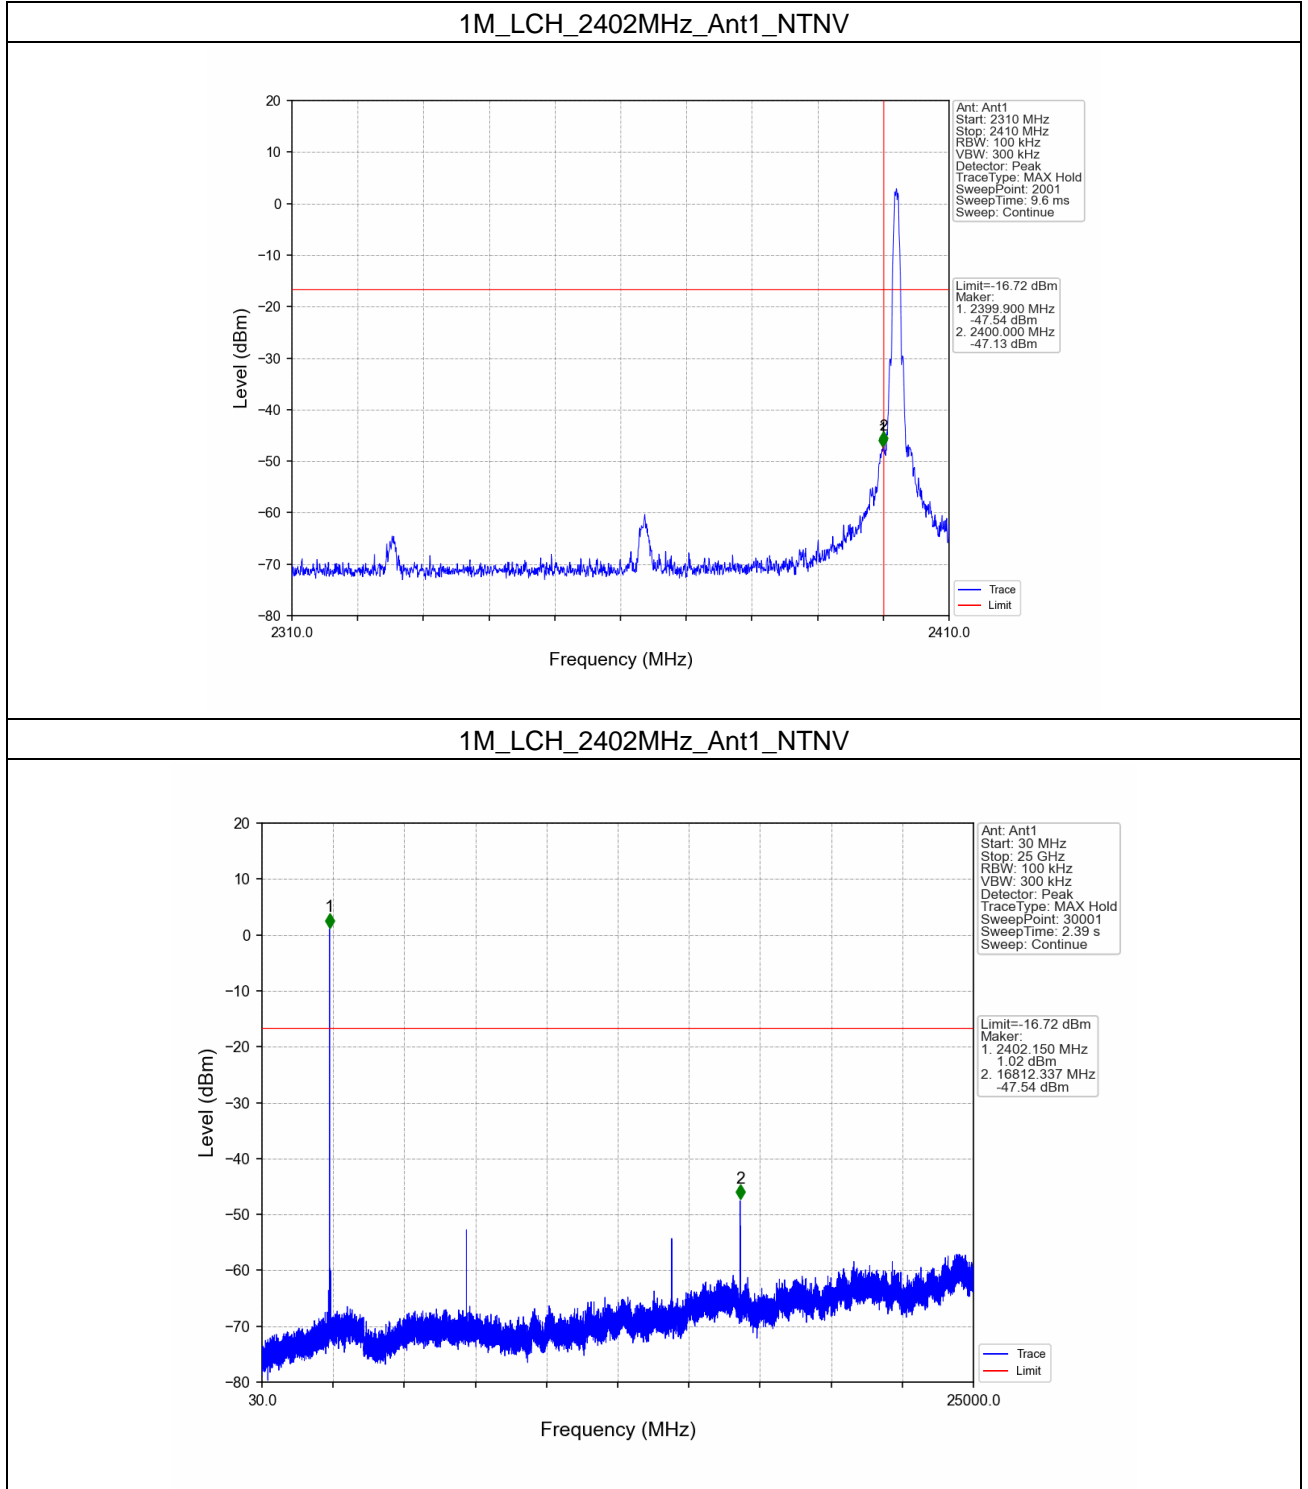 1M_LCH_2402MHz_Ant1_NTNV
20
10
0
−10
−20
−30
−40
−50
−60
−70
−80
Level (dBm)
2310.0
2410.0
Frequency (MHz)
2
Ant: Ant1
Start: 2310 MHz
Stop: 2410 MHz
RBW: 100 kHz
VBW: 300 kHz
Detector: Peak
TraceType: MAX Hold
SweepPoint: 2001
SweepTime: 9.6 ms
Sweep: Continue
Limit=-16.72 dBm
Maker:
1. 2399.900 MHz
-47.54 dBm
2. 2400.000 MHz
-47.13 dBm
Trace
Limit
1M_LCH_2402MHz_Ant1_NTNV
20
10
0
−10
−20
−30
−40
−50
−60
−70
−80
Level (dBm)
30.0
25000.0
Frequency (MHz)
1
2
Ant: Ant1
Start: 30 MHz
Stop: 25 GHz
RBW: 100 kHz
VBW: 300 kHz
Detector: Peak
TraceType: MAX Hold
SweepPoint: 30001
SweepTime: 2.39 s
Sweep: Continue
Limit=-16.72 dBm
Maker:
1. 2402.150 MHz
1.02 dBm
2. 16812.337 MHz
-47.54 dBm
Trace
Limit